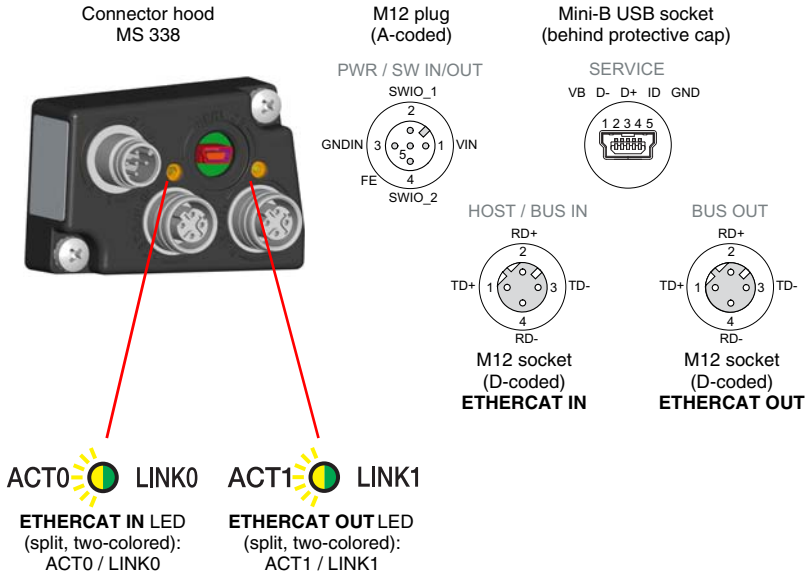 Connector hood
MS 338
M12 plug
(A-coded)
Mini-B USB socket
(behind protective cap)
PWR / SW IN/OUT
SWIO_1
2
GNDIN 3 5 1 VIN
FE 4
SWIO_2
SERVICE
VB D- D+ ID GND
1 2 3 4 5
HOST / BUS IN
RD+
2
TD+ 1 3 TD-
4
RD-
M12 socket
(D-coded)
ETHERCAT IN
BUS OUT
RD+
2
TD+ 1 3 TD-
4
RD-
M12 socket
(D-coded)
ETHERCAT OUT
ACT0 LINK0
ETHERCAT IN LED
(split, two-colored):
ACT0 / LINK0
ACT1 LINK1
ETHERCAT OUT LED
(split, two-colored):
ACT1 / LINK1